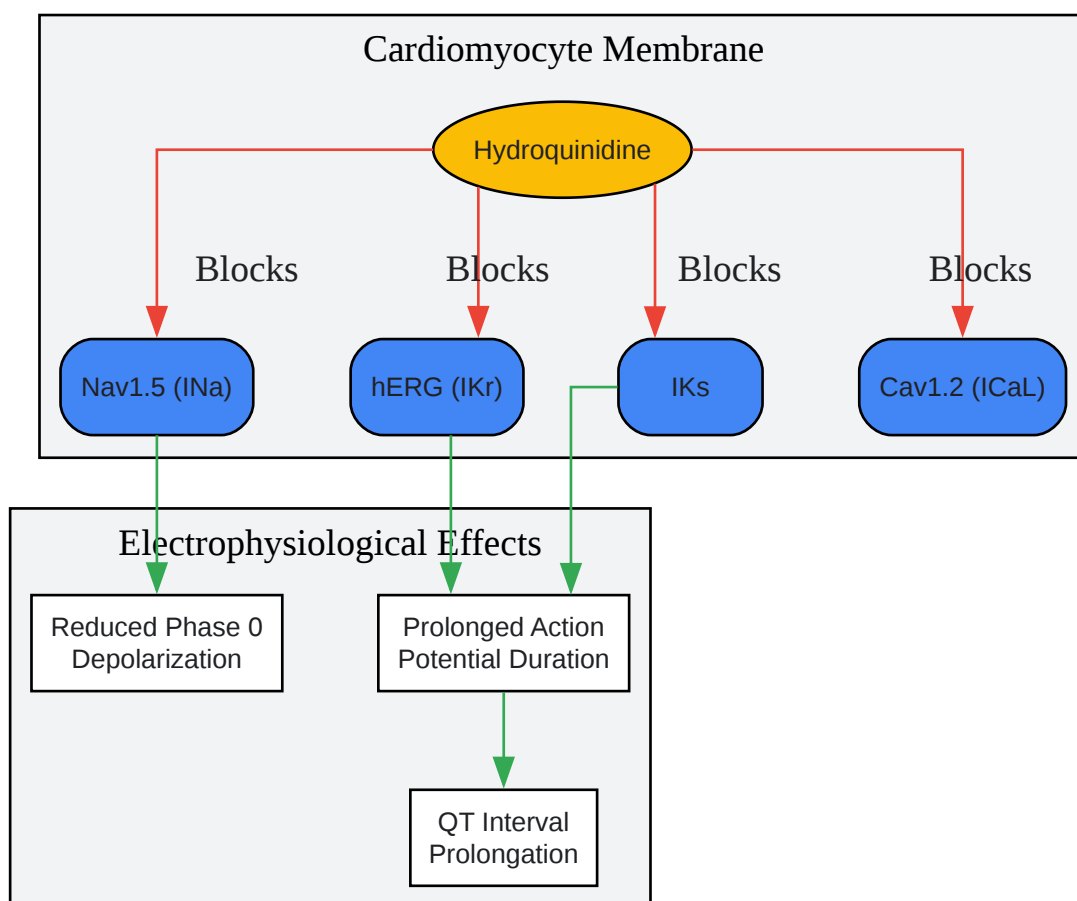 Cardiomyocyte Membrane
Hydroquinidine
Blocks
Blocks
Blocks
Blocks
Nav1.5 (INa)
hERG (IKr)
IKs
Cav1.2 (ICaL)
Electrophysiological Effects
Reduced Phase 0
Depolarization
Prolonged Action
Potential Duration
QT Interval
Prolongation